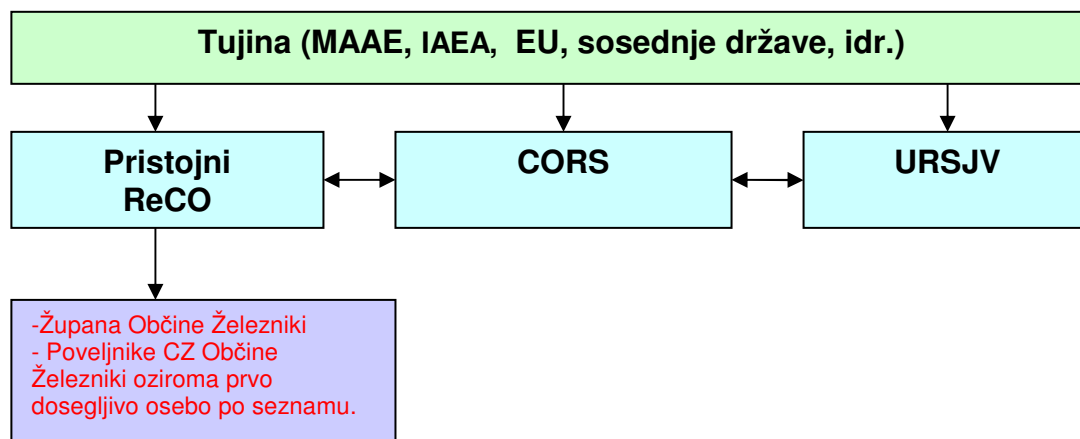 Tujina (MAAE, IAEA, EU, sosednje države, idr.)
Pristojni
ReCO
CORS
URSJV
-Župana Občine Železniki
- Poveljnike CZ Občine
Železniki oziroma prvo
dosegljivo osebo po seznamu.